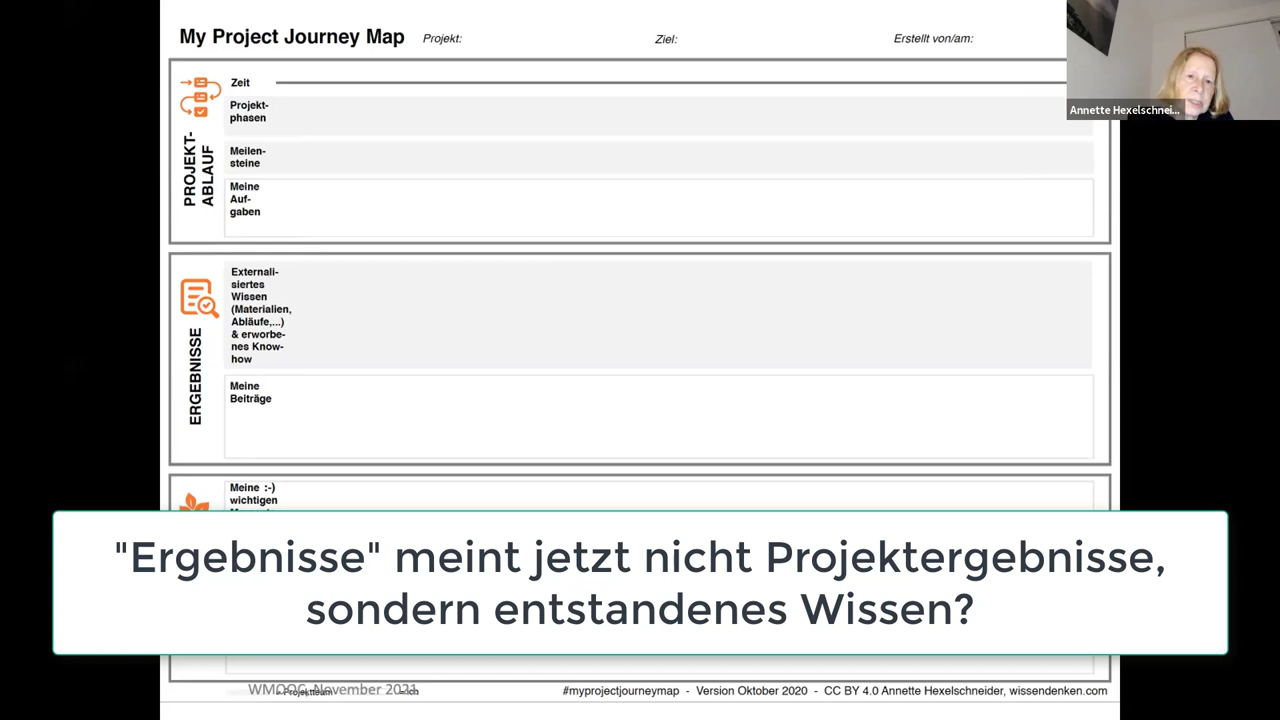 My Project Journey Map Projekt: Ziel: Erstellt von/am:
Annette Hexelschnei...
PROJEKT-
ABLAUF
Zeit
Projekt-
phasen
Meilen-
steine
Meine
Auf-
gaben
ERGEBNISSE
Externali-
siertes
Wissen
(Materialien,
Abläufe,...)
& erworbe-
nes Know-
how
Meine
Beiträge
Meine :-)
wichtigen
"Ergebnisse" meint jetzt nicht Projektergebnisse,
sondern entstandenes Wissen?
WMOOC, November 2021
= Projektteam = Ich
#myprojectjourneymap - Version Oktober 2020 - CC BY 4.0 Annette Hexelschneider, wissendenken.com